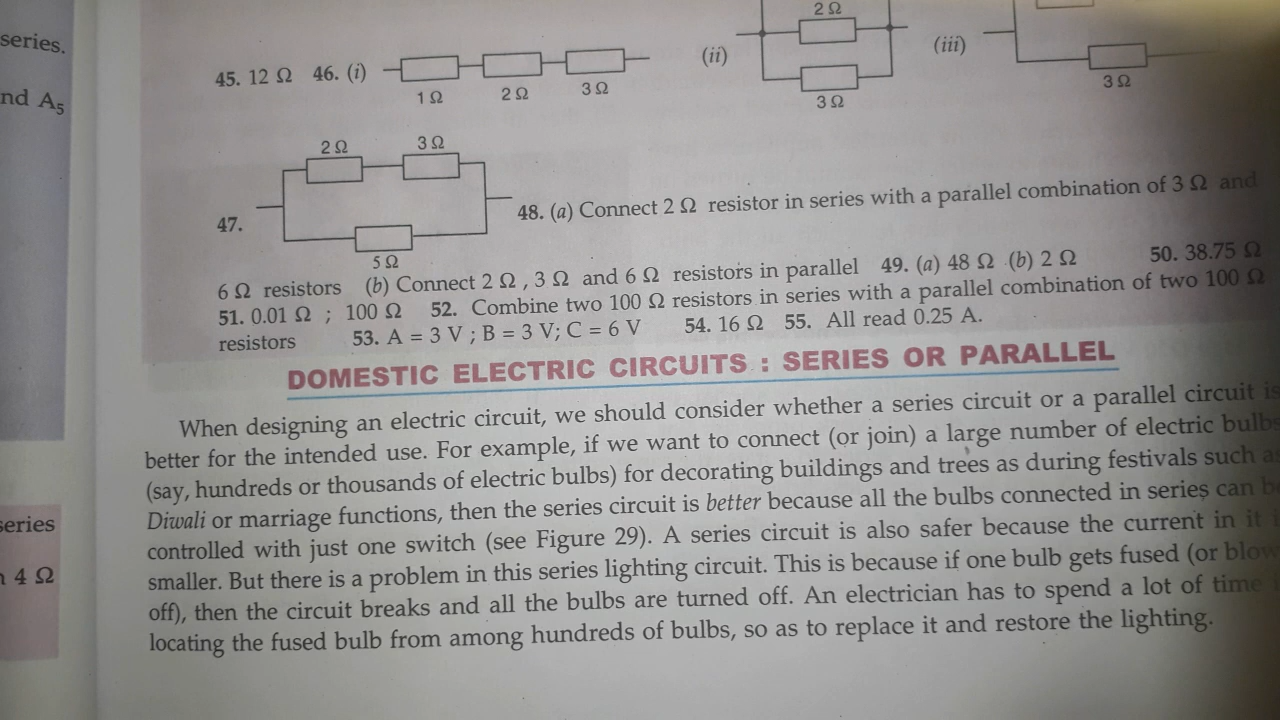 series.
nd A5
series
4 Ω
2 Ω
45. 12 Ω 46. (i)
1 Ω
2 Ω
3 Ω
(ii)
3 Ω
(iii)
3 Ω
2 Ω
3 Ω
47.
5 Ω
48. (a) Connect 2 Ω resistor in series with a parallel combination of 3 Ω and
6 Ω resistors (b) Connect 2 Ω , 3 Ω and 6 Ω resistors in parallel 49. (a) 48 Ω (b) 2 Ω 50. 38.75 Ω
51. 0.01 Ω ; 100 Ω 52. Combine two 100 Ω resistors in series with a parallel combination of two 100 Ω
resistors 53. A = 3 V ; B = 3 V; C = 6 V 54. 16 Ω 55. All read 0.25 A.
DOMESTIC ELECTRIC CIRCUITS : SERIES OR PARALLEL
When designing an electric circuit, we should consider whether a series circuit or a parallel circuit is
better for the intended use. For example, if we want to connect (or join) a large number of electric bulbs
(say, hundreds or thousands of electric bulbs) for decorating buildings and trees as during festivals such as
Diwali or marriage functions, then the series circuit is better because all the bulbs connected in series can be
controlled with just one switch (see Figure 29). A series circuit is also safer because the current in it
smaller. But there is a problem in this series lighting circuit. This is because if one bulb gets fused (or blow
off), then the circuit breaks and all the bulbs are turned off. An electrician has to spend a lot of time
locating the fused bulb from among hundreds of bulbs, so as to replace it and restore the lighting.